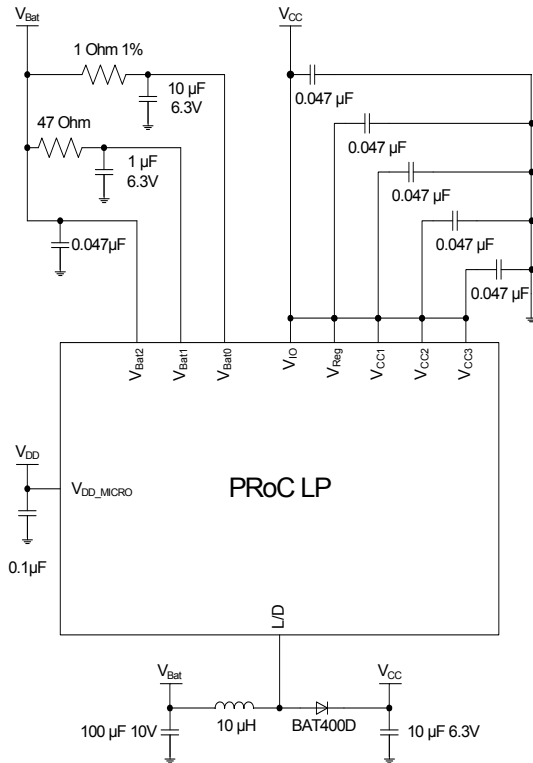 VBat
VCC
1 Ohm 1%
10 µF
6.3V
0.047 µF
47 Ohm
0.047 µF
1 µF
6.3V
0.047 µF
0.047µF
0.047 µF
0.047 µF
VBat2
VBat1
VBat0
VIO
VReg
VCC1
VCC2
VCC3
VDD
VDD_MICRO
PRoC LP
0.1µF
L/D
VBat
VCC
100 µF 10V
10 µH
BAT400D
10 µF 6.3V